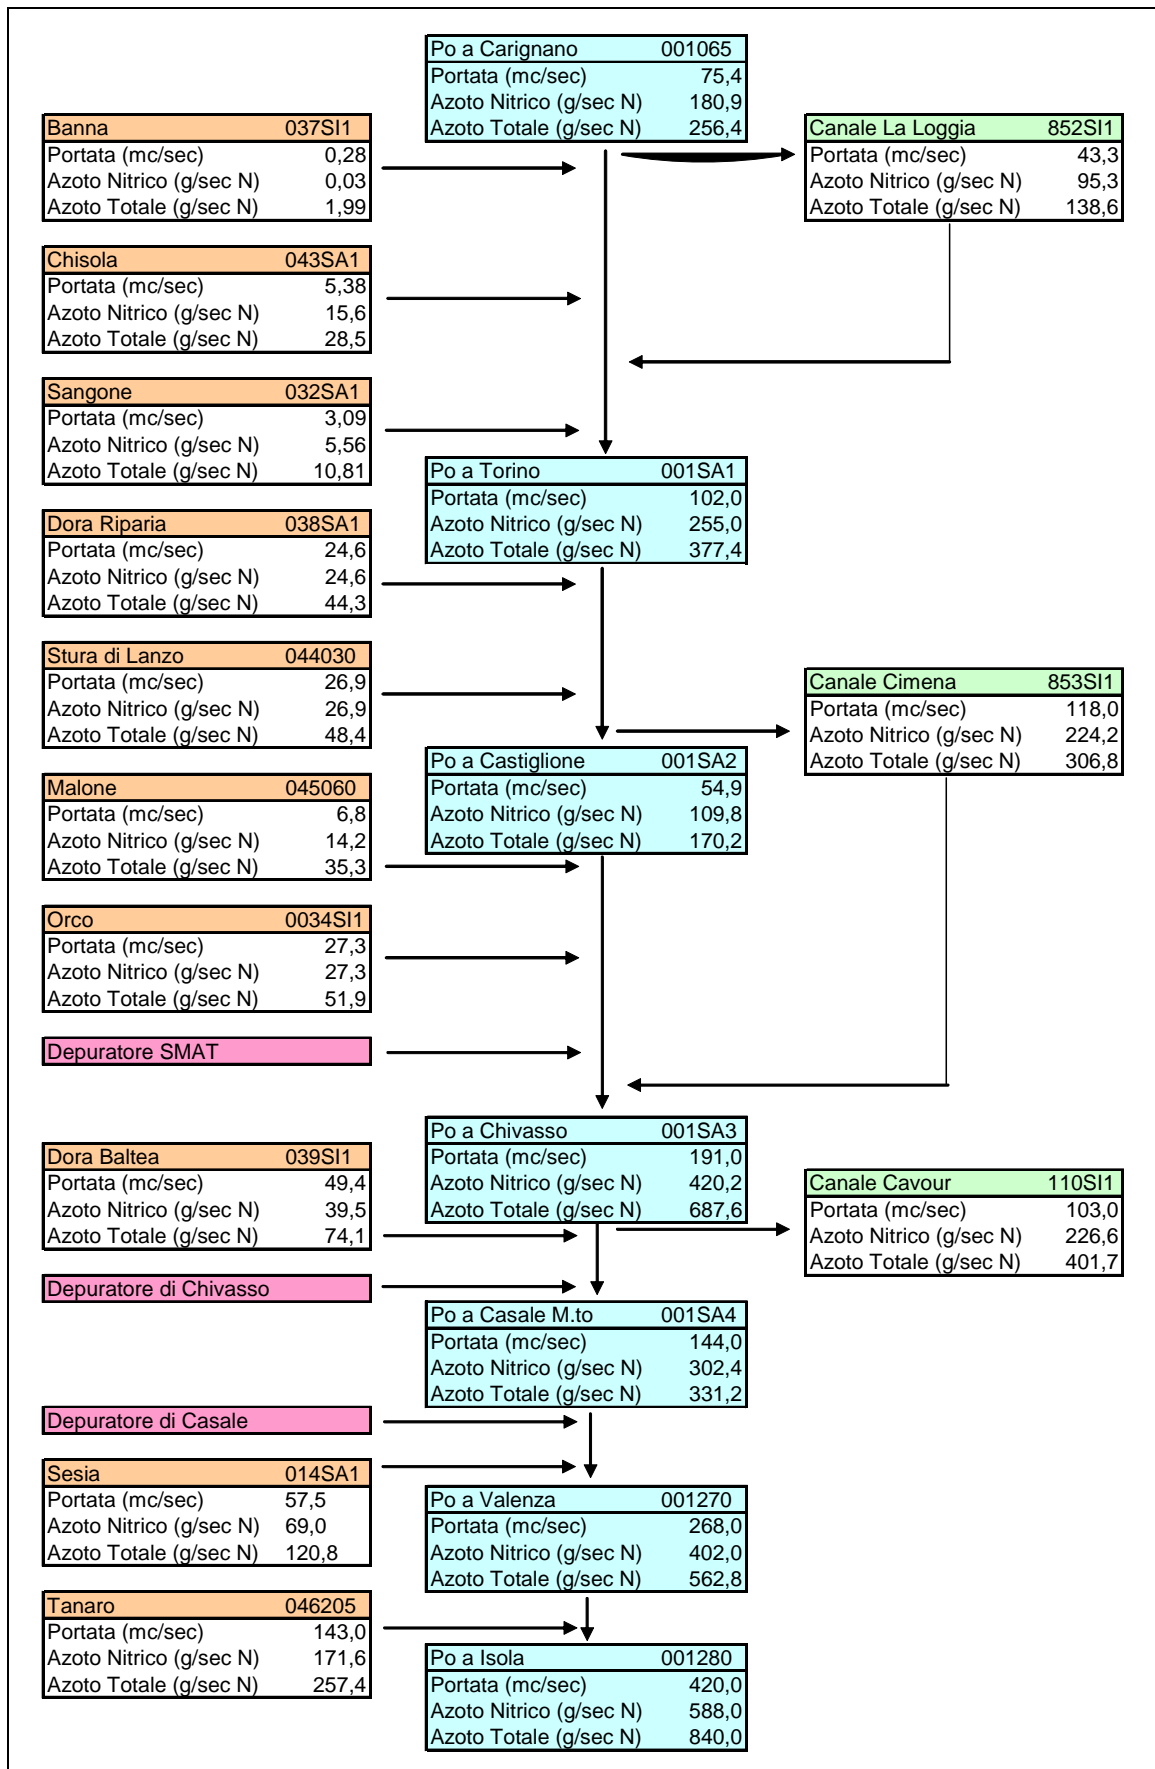 Po a Carignano 001065
Portata (mc/sec) 75,4
Azoto Nitrico (g/sec N) 180,9
Azoto Totale (g/sec N) 256,4
Banna 037SI1
Portata (mc/sec) 0,28
Azoto Nitrico (g/sec N) 0,03
Azoto Totale (g/sec N) 1,99
Canale La Loggia 852SI1
Portata (mc/sec) 43,3
Azoto Nitrico (g/sec N) 95,3
Azoto Totale (g/sec N) 138,6
Chisola 043SA1
Portata (mc/sec) 5,38
Azoto Nitrico (g/sec N) 15,6
Azoto Totale (g/sec N) 28,5
Sangone 032SA1
Portata (mc/sec) 3,09
Azoto Nitrico (g/sec N) 5,56
Azoto Totale (g/sec N) 10,81
Po a Torino 001SA1
Portata (mc/sec) 102,0
Azoto Nitrico (g/sec N) 255,0
Azoto Totale (g/sec N) 377,4
Dora Riparia 038SA1
Portata (mc/sec) 24,6
Azoto Nitrico (g/sec N) 24,6
Azoto Totale (g/sec N) 44,3
Stura di Lanzo 044030
Portata (mc/sec) 26,9
Azoto Nitrico (g/sec N) 26,9
Azoto Totale (g/sec N) 48,4
Canale Cimena 853SI1
Portata (mc/sec) 118,0
Azoto Nitrico (g/sec N) 224,2
Azoto Totale (g/sec N) 306,8
Po a Castiglione 001SA2
Portata (mc/sec) 54,9
Azoto Nitrico (g/sec N) 109,8
Azoto Totale (g/sec N) 170,2
Malone 045060
Portata (mc/sec) 6,8
Azoto Nitrico (g/sec N) 14,2
Azoto Totale (g/sec N) 35,3
Orco 0034SI1
Portata (mc/sec) 27,3
Azoto Nitrico (g/sec N) 27,3
Azoto Totale (g/sec N) 51,9
Depuratore SMAT
Po a Chivasso 001SA3
Portata (mc/sec) 191,0
Azoto Nitrico (g/sec N) 420,2
Azoto Totale (g/sec N) 687,6
Dora Baltea 039SI1
Portata (mc/sec) 49,4
Azoto Nitrico (g/sec N) 39,5
Azoto Totale (g/sec N) 74,1
Canale Cavour 110SI1
Portata (mc/sec) 103,0
Azoto Nitrico (g/sec N) 226,6
Azoto Totale (g/sec N) 401,7
Depuratore di Chivasso
Po a Casale M.to 001SA4
Portata (mc/sec) 144,0
Azoto Nitrico (g/sec N) 302,4
Azoto Totale (g/sec N) 331,2
Depuratore di Casale
Sesia 014SA1
Portata (mc/sec) 57,5
Azoto Nitrico (g/sec N) 69,0
Azoto Totale (g/sec N) 120,8
Po a Valenza 001270
Portata (mc/sec) 268,0
Azoto Nitrico (g/sec N) 402,0
Azoto Totale (g/sec N) 562,8
Tanaro 046205
Portata (mc/sec) 143,0
Azoto Nitrico (g/sec N) 171,6
Azoto Totale (g/sec N) 257,4
Po a Isola 001280
Portata (mc/sec) 420,0
Azoto Nitrico (g/sec N) 588,0
Azoto Totale (g/sec N) 840,0